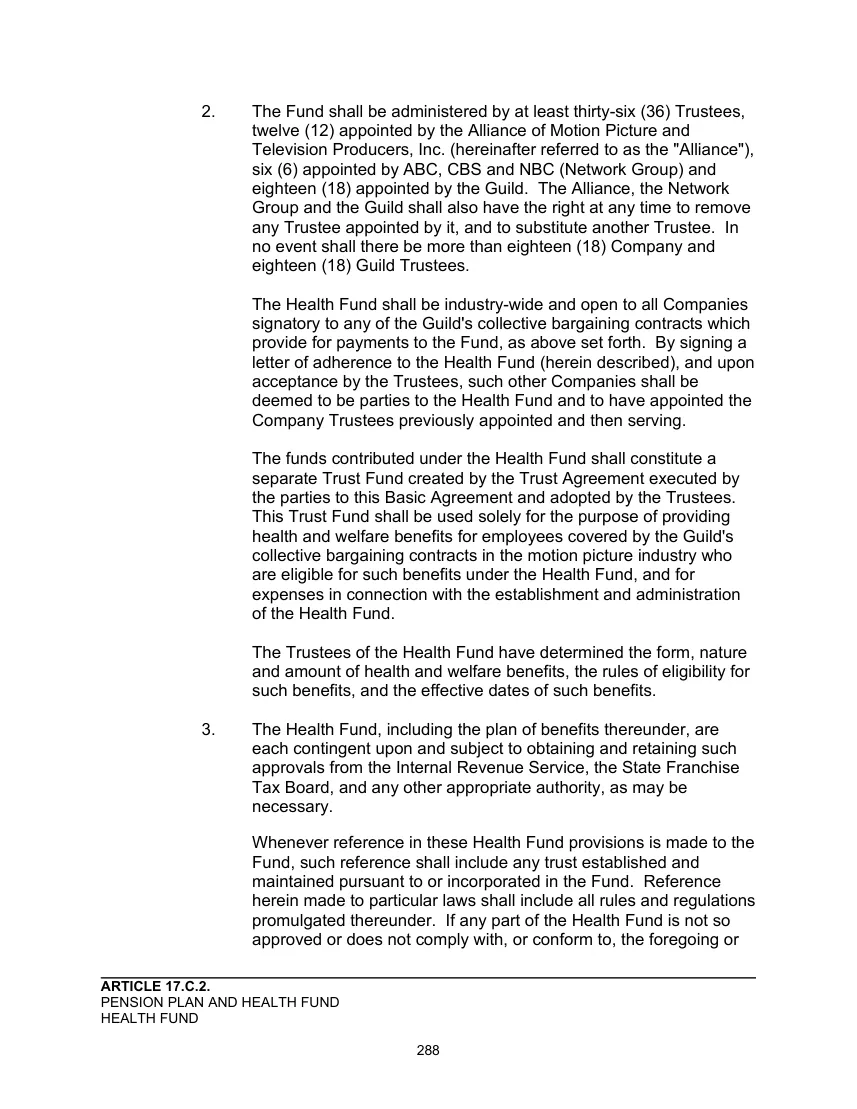 2. The Fund shall be administered by at least thirty-six (36) Trustees,
twelve (12) appointed by the Alliance of Motion Picture and
Television Producers, Inc. (hereinafter referred to as the "Alliance"),
six (6) appointed by ABC, CBS and NBC (Network Group) and
eighteen (18) appointed by the Guild.  The Alliance, the Network
Group and the Guild shall also have the right at any time to remove
any Trustee appointed by it, and to substitute another Trustee.  In
no event shall there be more than eighteen (18) Company and
eighteen (18) Guild Trustees.
The Health Fund shall be industry-wide and open to all Companies
signatory to any of the Guild's collective bargaining contracts which
provide for payments to the Fund, as above set forth.  By signing a
letter of adherence to the Health Fund (herein described), and upon
acceptance by the Trustees, such other Companies shall be
deemed to be parties to the Health Fund and to have appointed the
Company Trustees previously appointed and then serving.
The funds contributed under the Health Fund shall constitute a
separate Trust Fund created by the Trust Agreement executed by
the parties to this Basic Agreement and adopted by the Trustees.
This Trust Fund shall be used solely for the purpose of providing
health and welfare benefits for employees covered by the Guild's
collective bargaining contracts in the motion picture industry who
are eligible for such benefits under the Health Fund, and for
expenses in connection with the establishment and administration
of the Health Fund.
The Trustees of the Health Fund have determined the form, nature
and amount of health and welfare benefits, the rules of eligibility for
such benefits, and the effective dates of such benefits.
3. The Health Fund, including the plan of benefits thereunder, are
each contingent upon and subject to obtaining and retaining such
approvals from the Internal Revenue Service, the State Franchise
Tax Board, and any other appropriate authority, as may be
necessary.
Whenever reference in these Health Fund provisions is made to the
Fund, such reference shall include any trust established and
maintained pursuant to or incorporated in the Fund.  Reference
herein made to particular laws shall include all rules and regulations
promulgated thereunder.  If any part of the Health Fund is not so
approved or does not comply with, or conform to, the foregoing or
ARTICLE 17.C.2.
PENSION PLAN AND HEALTH FUND
HEALTH FUND
288